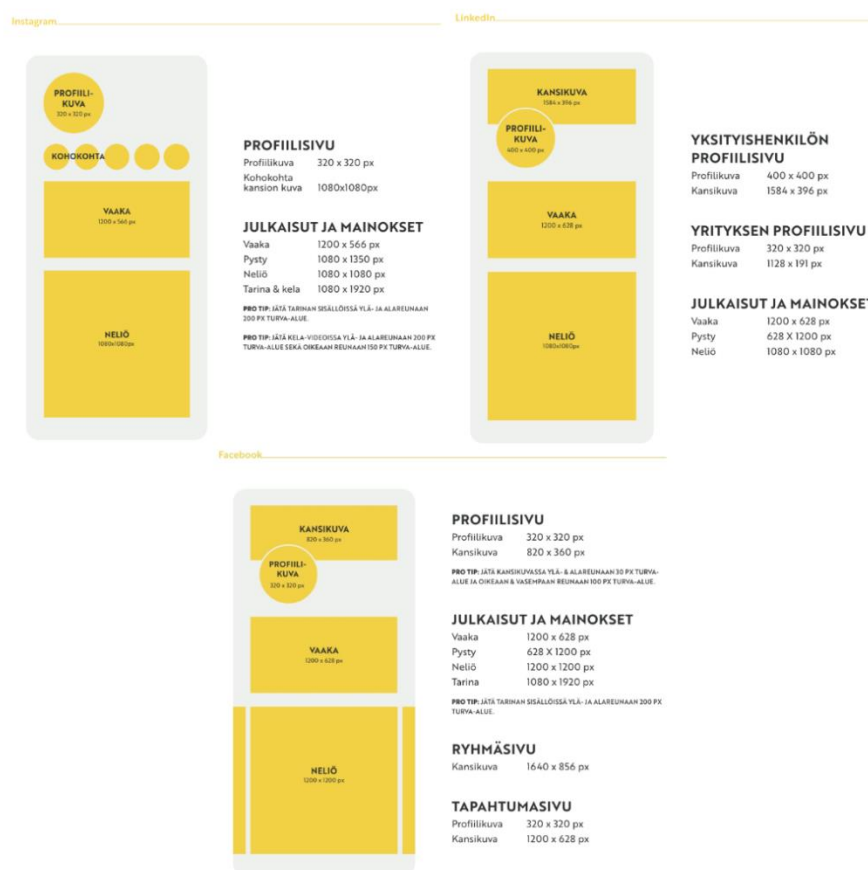 Instagram
PROFIILI-
KUVA
320 x 320 px
KOHOKOHTA
VAAKA
1200 x 566 px
NELIÖ
1080x1080px
PROFIILISIVU
Profiilikuva 320 x 320 px
Kohokohta
kansion kuva 1080x1080px
JULKAISUT JA MAINOKSET
Vaaka 1200 x 566 px
Pysty 1080 x 1350 px
Neliö 1080 x 1080 px
Tarina & kela 1080 x 1920 px
PRO TIP: JÄTÄ TARINAN SISÄLLÖISSÄ YLÄ- JA ALAREUNAAN
200 PX TURVA-ALUE.
PRO TIP: JÄTÄ KELA-VIDEOISSA YLÄ- JA ALAREUNAAN 200 PX
TURVA-ALUE SEKÄ OIKEAAN REUNAAN 150 PX TURVA-ALUE.
LinkedIn
KANSIKUVA
1584 x 396 px
PROFIILI-
KUVA
400 x 400 px
VAAKA
1200 x 628 px
NELIÖ
1080x1080px
YKSITYISHENKILÖN
PROFIILISIVU
Profilikuva 400 x 400 px
Kansikuva 1584 x 396 px
YRITYKSEN PROFIILISIVU
Profilikuva 320 x 320 px
Kansikuva 1128 x 191 px
JULKAISUT JA MAINOKSET
Vaaka 1200 x 628 px
Pysty 628 X 1200 px
Neliö 1080 x 1080 px
Facebook
KANSIKUVA
820 x 360 px
PROFIILI-
KUVA
320 x 320 px
VAAKA
1200 x 628 px
NELIÖ
1200 x 1200 px
PROFIILISIVU
Profiilikuva 320 x 320 px
Kansikuva 820 x 360 px
PRO TIP: JÄTÄ KANSIKUVASSA YLÄ- & ALAREUNAAN 30 PX TURVA-
ALUE JA OIKEAAN & VASEMPAAN REUNAAN 100 PX TURVA-ALUE.
JULKAISUT JA MAINOKSET
Vaaka 1200 x 628 px
Pysty 628 X 1200 px
Neliö 1200 x 1200 px
Tarina 1080 x 1920 px
PRO TIP: JÄTÄ TARINAN SISÄLLÖISSÄ YLÄ- JA ALAREUNAAN 200 PX
TURVA-ALUE.
RYHMÄSIVU
Kansikuva 1640 x 856 px
TAPAHTUMASIVU
Profiilikuva 320 x 320 px
Kansikuva 1200 x 628 px